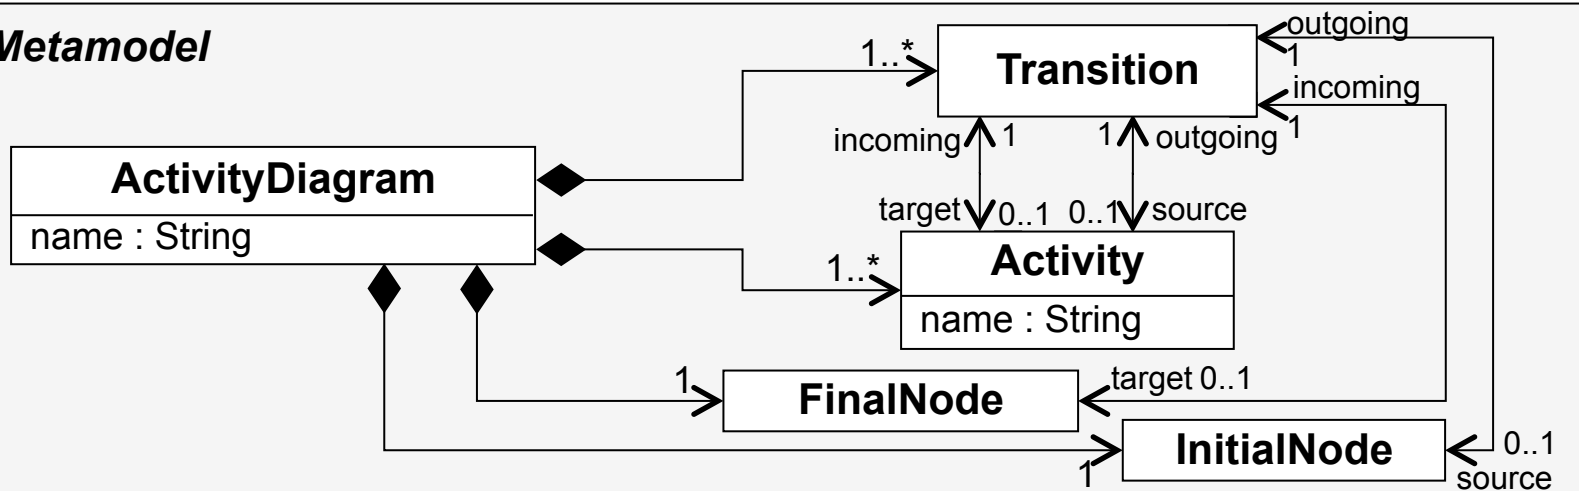 Metamodel
outgoing
1
1..*
Transition
incoming
1
incoming 1
1 outgoing
ActivityDiagram
name : String
target 0..1
0..1 source
Activity
name : String
1..*
1
FinalNode
target 0..1
InitialNode
1
0..1
source